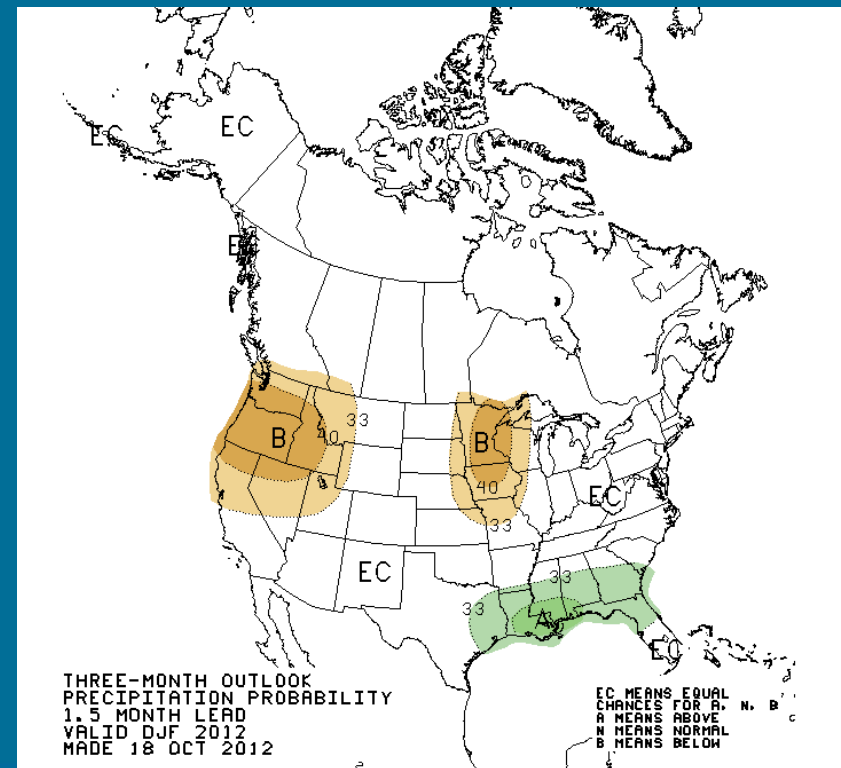 EC
EC
EC
33
40
B
B
40
EC
33
EC
33
33
A
EC
THREE-MONTH OUTLOOK
PRECIPITATION PROBABILITY
1.5 MONTH LEAD
VALID DJF 2012
MADE 18 OCT 2012
EC MEANS EQUAL
CHANCES FOR A, N, B
A MEANS ABOVE
N MEANS NORMAL
B MEANS BELOW